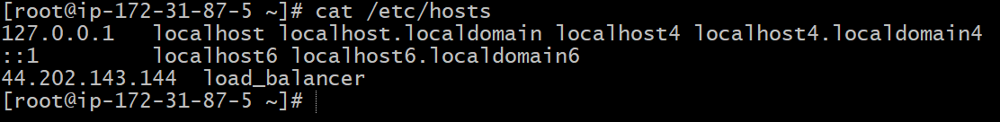 [root@ip-172-31-87-5 ~]# cat /etc/hosts
127.0.0.1   localhost localhost.localdomain localhost4 localhost4.localdomain4
::1         localhost6 localhost6.localdomain6
44.202.143.144  load_balancer
[root@ip-172-31-87-5 ~]#